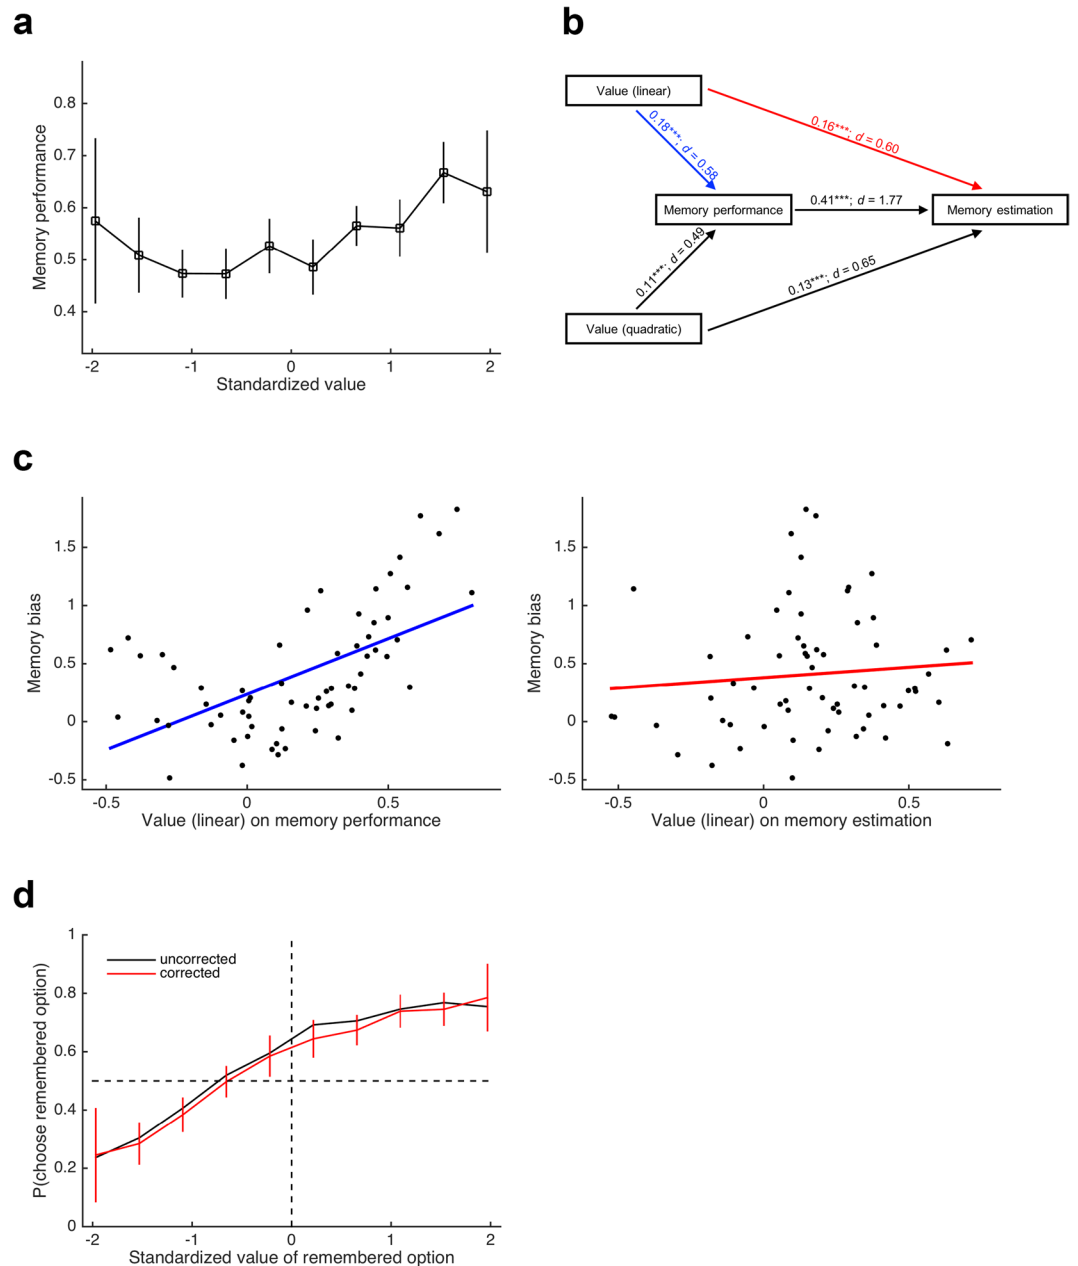 a
0.8
0.7
0.6
0.5
0.4
Memory performance
-2
-1
0
1
2
Standardized value
b
Value (linear)
0.18***; d = 0.58
0.16***; d = 0.60
Memory performance
0.41***; d = 1.77
Memory estimation
0.11***; d = 0.49
0.13***; d = 0.65
Value (quadratic)
c
1.5
1
0.5
0
-0.5
Memory bias
-0.5
0
0.5
Value (linear) on memory performance
1.5
1
0.5
0
-0.5
Memory bias
-0.5
0
0.5
Value (linear) on memory estimation
d
1
0.8
0.6
0.4
0.2
0
P(choose remembered option)
uncorrected
corrected
-2
-1
0
1
2
Standardized value of remembered option